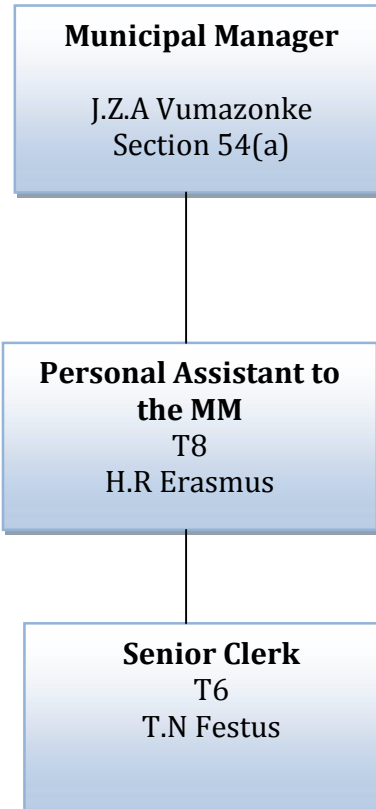 Municipal Manager
J.Z.A Vumazonke
Section 54(a)
Personal Assistant to
the MM
T8
H.R Erasmus
Senior Clerk
T6
T.N Festus